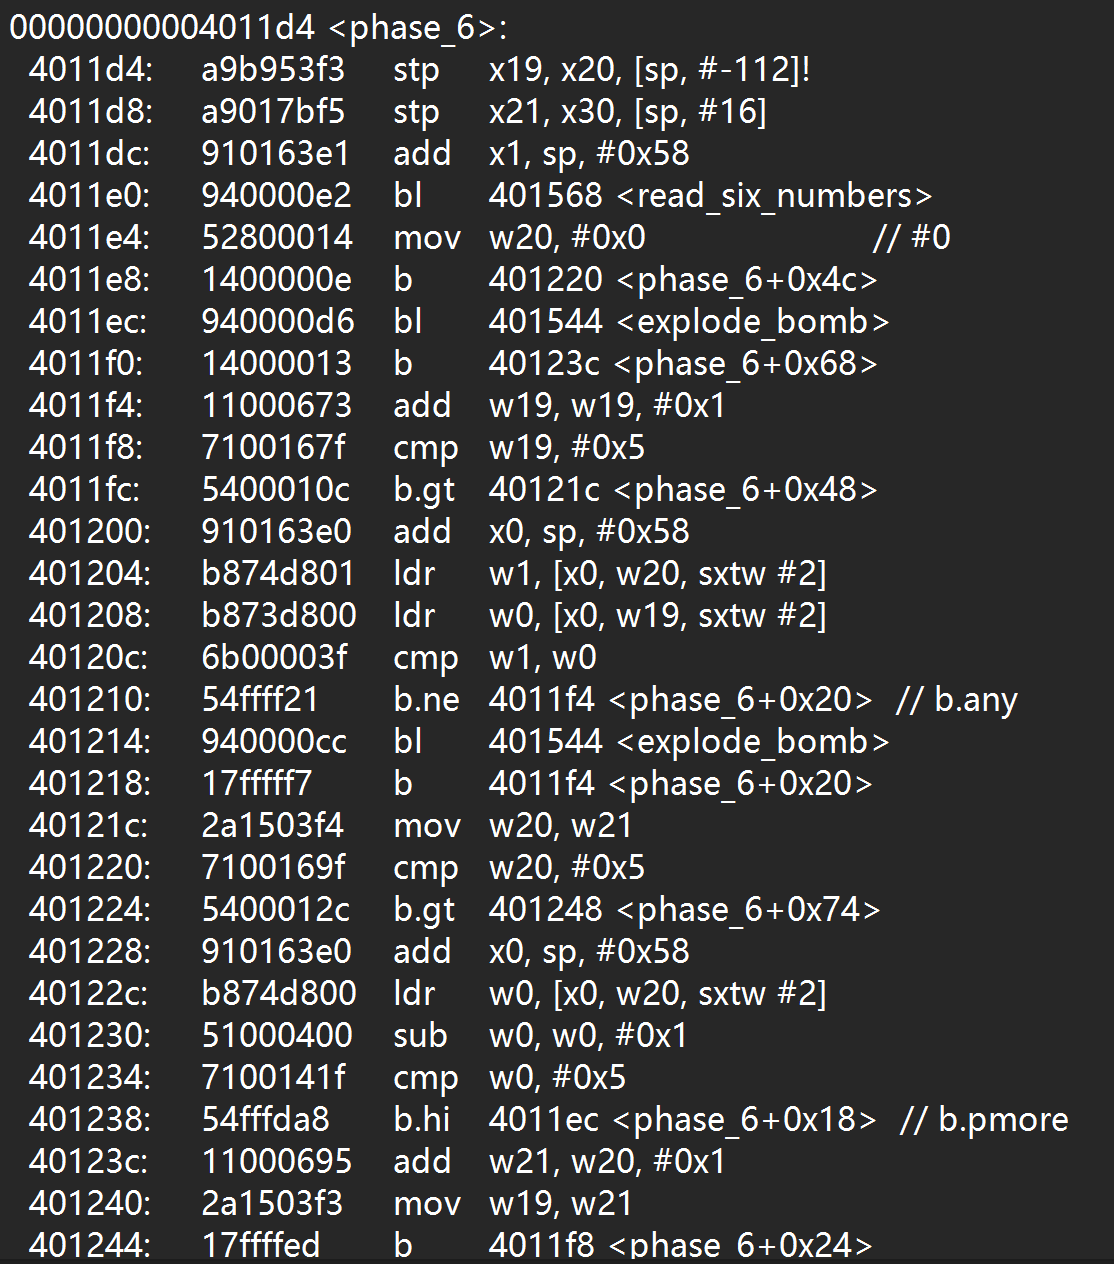 00000000004011d4 <phase_6>:
4011d4: a9b953f3 stp x19, x20, [sp, #-112]!
4011d8: a9017bf5 stp x21, x30, [sp, #16]
4011dc: 910163e1 add x1, sp, #0x58
4011e0: 940000e2 bl 401568 <read_six_numbers>
4011e4: 52800014 mov w20, #0x0 // #0
4011e8: 1400000e b 401220 <phase_6+0x4c>
4011ec: 940000d6 bl 401544 <explode_bomb>
4011f0: 14000013 b 40123c <phase_6+0x68>
4011f4: 11000673 add w19, w19, #0x1
4011f8: 7100167f cmp w19, #0x5
4011fc: 5400010c b.gt 40121c <phase_6+0x48>
401200: 910163e0 add x0, sp, #0x58
401204: b874d801 ldr w1, [x0, w20, sxtw #2]
401208: b873d800 ldr w0, [x0, w19, sxtw #2]
40120c: 6b00003f cmp w1, w0
401210: 54ffff21 b.ne 4011f4 <phase_6+0x20> // b.any
401214: 940000cc bl 401544 <explode_bomb>
401218: 17fffff7 b 4011f4 <phase_6+0x20>
40121c: 2a1503f4 mov w20, w21
401220: 7100169f cmp w20, #0x5
401224: 5400012c b.gt 401248 <phase_6+0x74>
401228: 910163e0 add x0, sp, #0x58
40122c: b874d800 ldr w0, [x0, w20, sxtw #2]
401230: 51000400 sub w0, w0, #0x1
401234: 7100141f cmp w0, #0x5
401238: 54fffda8 b.hi 4011ec <phase_6+0x18> // b.pmore
40123c: 11000695 add w21, w20, #0x1
401240: 2a1503f3 mov w19, w21
401244: 17ffffed b 4011f8 <phase_6+0x24>